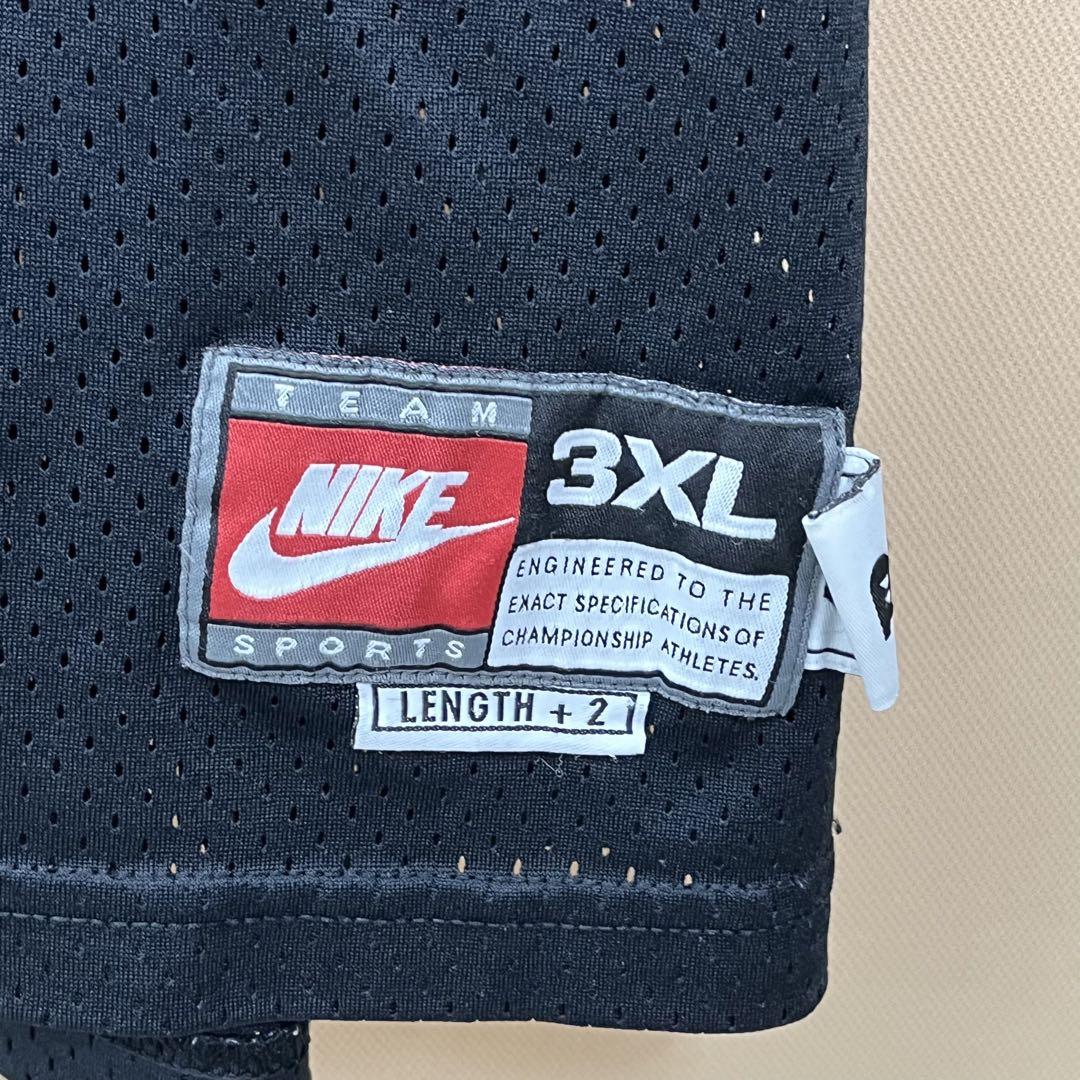 TEAM
NIKE
SPORTS
3XL
ENGINEERED TO THE
EXACT SPECIFICATIONS OF
CHAMPIONSHIP ATHLETES.
LENGTH + 2